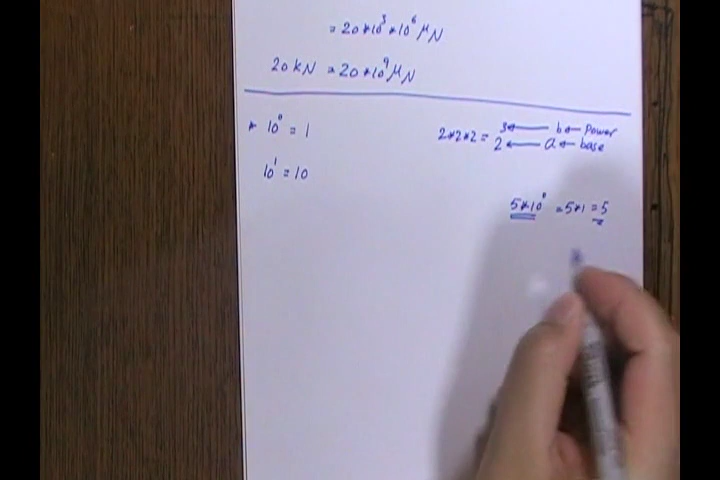 = 20*10³*10⁶ μN
20 kN = 20*10⁹ μN
* 10⁰ = 1
2*2*2 = 2³ ← aᵇ ← Power
← base
10¹ = 10
5*10⁰ = 5*1 = 5